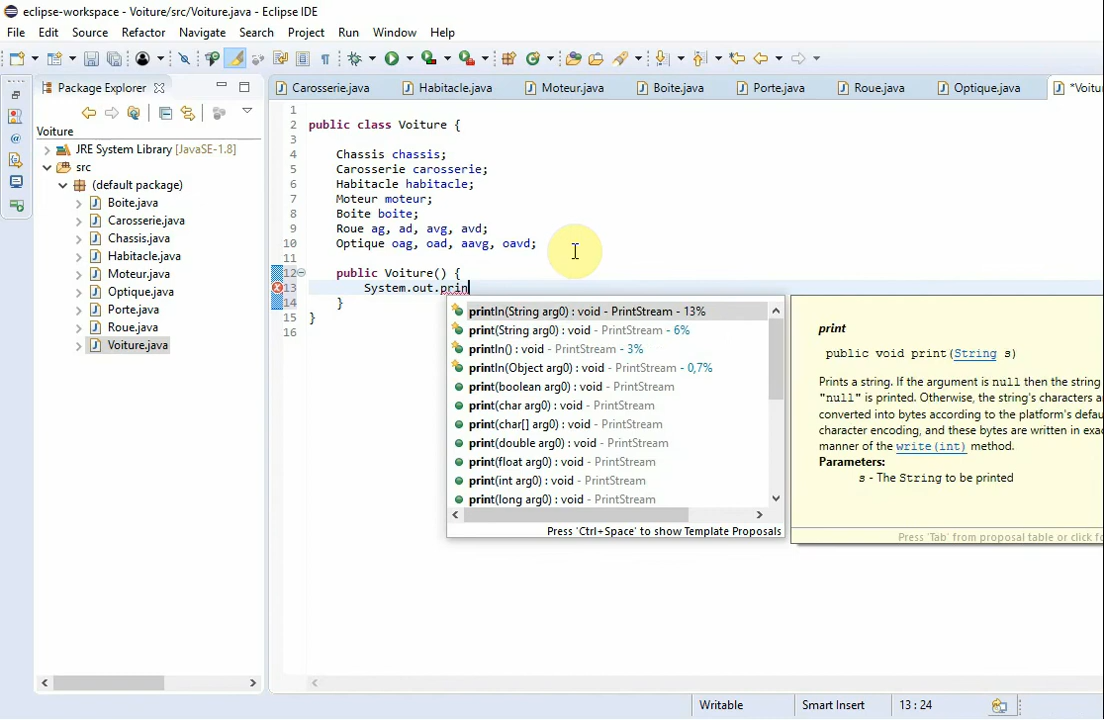 eclipse-workspace - Voiture/src/Voiture.java - Eclipse IDE
File Edit Source Refactor Navigate Search Project Run Window Help
Package Explorer
Carosserie.java Habitacle.java Moteur.java Boite.java Porte.java Roue.java Optique.java *Voitu
Voiture
JRE System Library [JavaSE-1.8]
src
(default package)
Boite.java
Carosserie.java
Chassis.java
Habitacle.java
Moteur.java
Optique.java
Porte.java
Roue.java
Voiture.java
1
2 public class Voiture {
3
4 Chassis chassis;
5 Carosserie carosserie;
6 Habitacle habitacle;
7 Moteur moteur;
8 Boite boite;
9 Roue ag, ad, avg, avd;
10 Optique oag, oad, aavg, oavd;
11
12 public Voiture() {
13 System.out.prin
14 }
15 }
16
println(String arg0) : void - PrintStream - 13%
print(String arg0) : void - PrintStream - 6%
println() : void - PrintStream - 3%
println(Object arg0) : void - PrintStream - 0,7%
print(boolean arg0) : void - PrintStream
print(char arg0) : void - PrintStream
print(char[] arg0) : void - PrintStream
print(double arg0) : void - PrintStream
print(float arg0) : void - PrintStream
print(int arg0) : void - PrintStream
print(long arg0) : void - PrintStream
Press 'Ctrl+Space' to show Template Proposals
print
public void print(String s)
Prints a string. If the argument is null then the string
"null" is printed. Otherwise, the string's characters a
converted into bytes according to the platform's defau
character encoding, and these bytes are written in exac
manner of the write(int) method.
Parameters:
s - The String to be printed
Press 'Tab' from proposal table or click fo
Writable Smart Insert 13 : 24